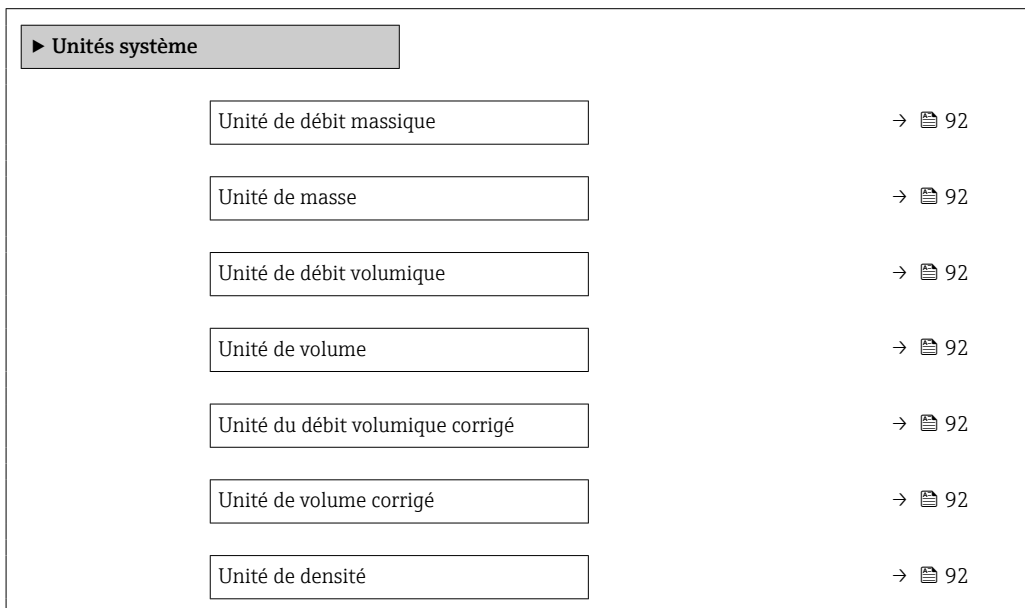 ▶ Unités système
Unité de débit massique → 92
Unité de masse → 92
Unité de débit volumique → 92
Unité de volume → 92
Unité du débit volumique corrigé → 92
Unité de volume corrigé → 92
Unité de densité → 92